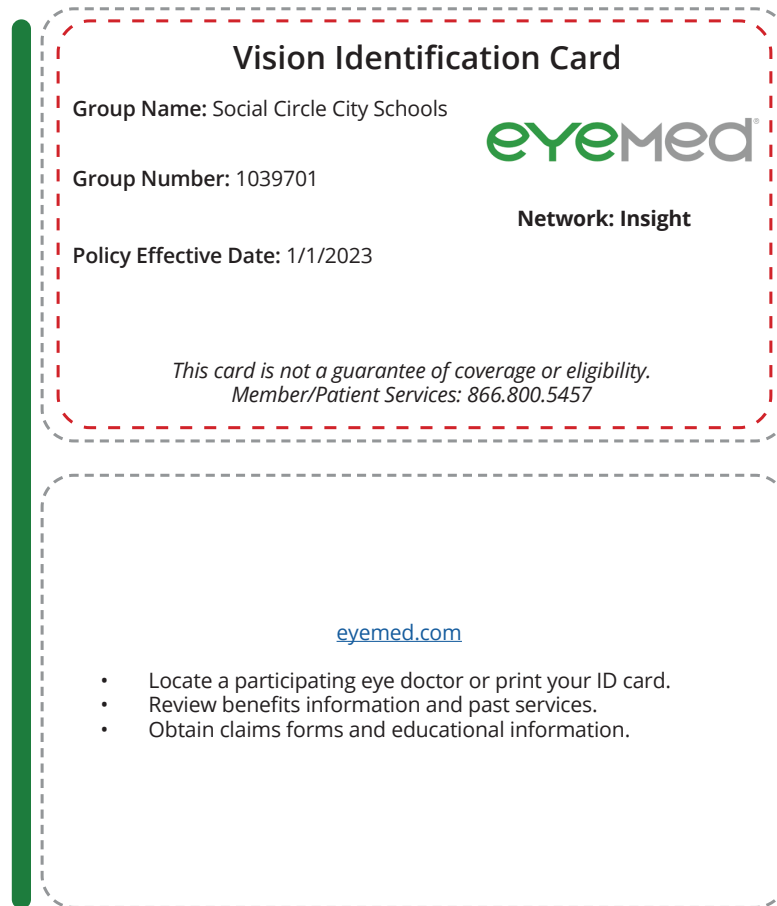 Vision Identification Card
Group Name: Social Circle City Schools
eyemed®
Group Number: 1039701
Network: Insight
Policy Effective Date: 1/1/2023
This card is not a guarantee of coverage or eligibility.
Member/Patient Services: 866.800.5457
eyemed.com
• Locate a participating eye doctor or print your ID card.
• Review benefits information and past services.
• Obtain claims forms and educational information.